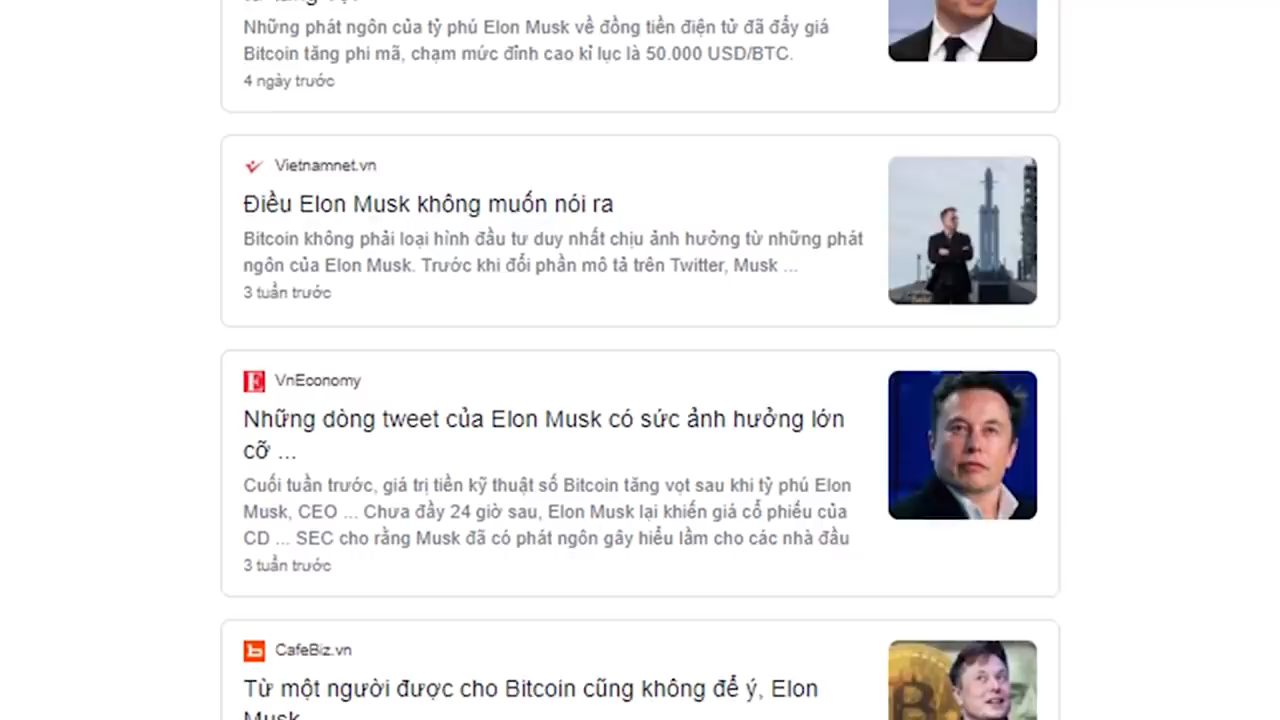 Những phát ngôn của tỷ phú Elon Musk về đồng tiền điện tử đã đẩy giá
Bitcoin tăng phi mã, chạm mức đỉnh cao kỉ lục là 50.000 USD/BTC.
4 ngày trước
Vietnamnet.vn
Điều Elon Musk không muốn nói ra
Bitcoin không phải loại hình đầu tư duy nhất chịu ảnh hưởng từ những phát
ngôn của Elon Musk. Trước khi đổi phần mô tả trên Twitter, Musk ...
3 tuần trước
VnEconomy
Những dòng tweet của Elon Musk có sức ảnh hưởng lớn
cỡ ...
Cuối tuần trước, giá trị tiền kỹ thuật số Bitcoin tăng vọt sau khi tỷ phú Elon
Musk, CEO ... Chưa đầy 24 giờ sau, Elon Musk lại khiến giá cổ phiếu của
CD ... SEC cho rằng Musk đã có phát ngôn gây hiểu lầm cho các nhà đầu
3 tuần trước
CafeBiz.vn
Từ một người được cho Bitcoin cũng không để ý, Elon
Musk